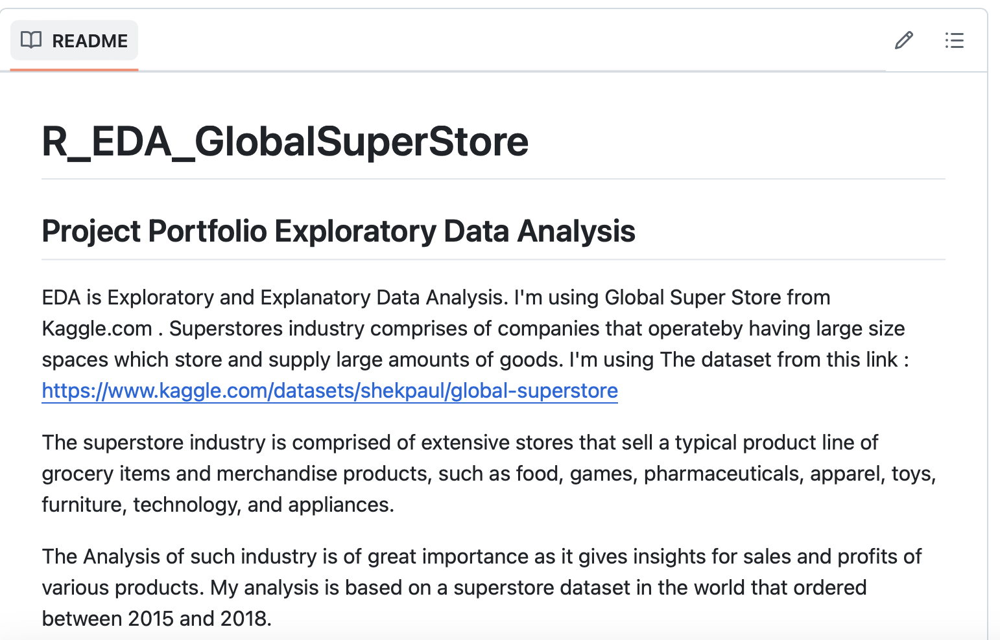 README
R_EDA_GlobalSuperStore
Project Portfolio Exploratory Data Analysis
EDA is Exploratory and Explanatory Data Analysis. I'm using Global Super Store from
Kaggle.com . Superstores industry comprises of companies that operateby having large size
spaces which store and supply large amounts of goods. I'm using The dataset from this link :
https://www.kaggle.com/datasets/shekpaul/global-superstore
The superstore industry is comprised of extensive stores that sell a typical product line of
grocery items and merchandise products, such as food, games, pharmaceuticals, apparel, toys,
furniture, technology, and appliances.
The Analysis of such industry is of great importance as it gives insights for sales and profits of
various products. My analysis is based on a superstore dataset in the world that ordered
between 2015 and 2018.